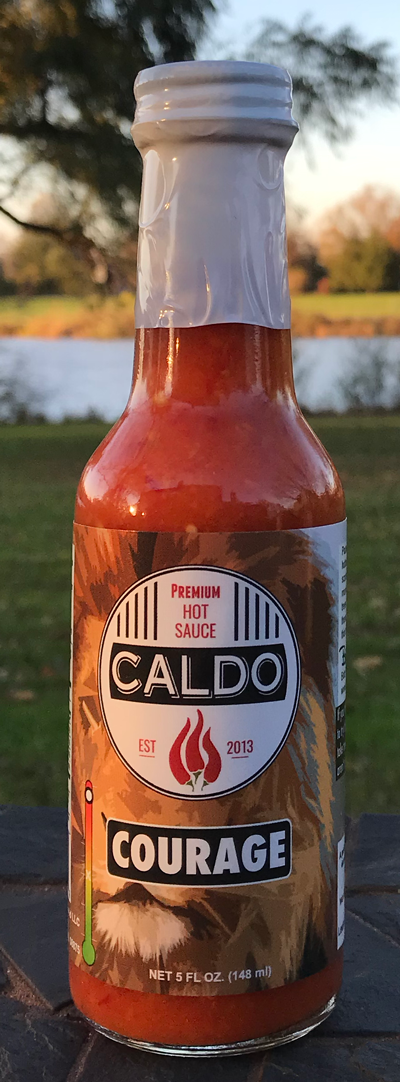 PREMIUM
HOT
SAUCE
CALDO
EST 2013
COURAGE
NET 5 FL OZ. (148 ml)